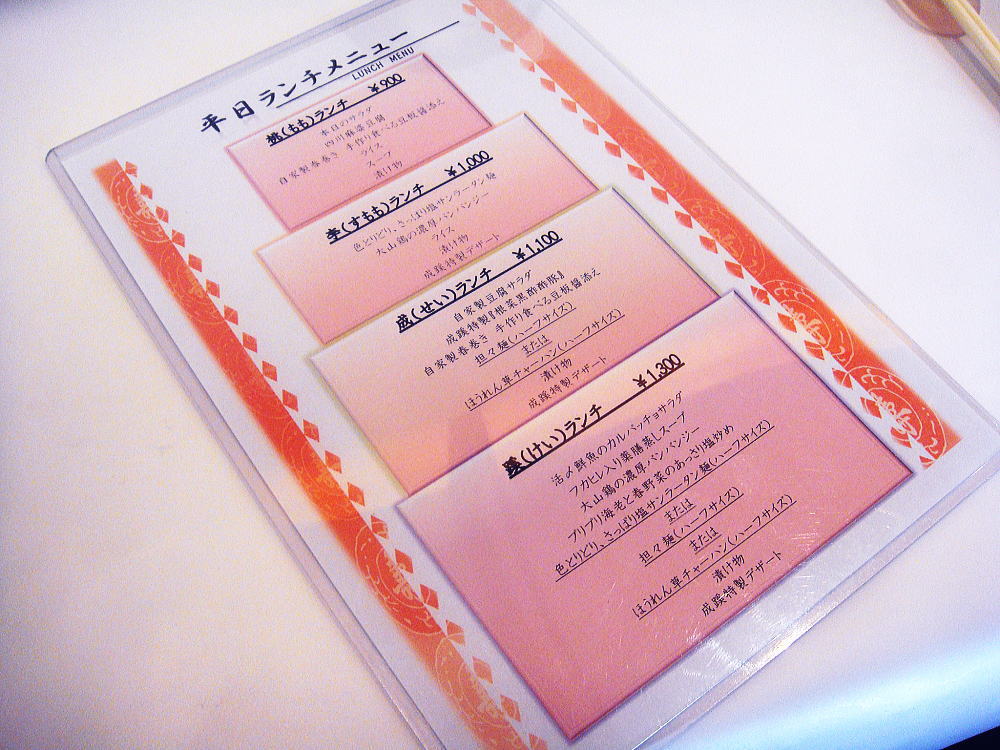 平日ランチメニュー
LUNCH MENU
桃(もも)ランチ ￥900
本日のサラダ
四川麻婆豆腐
自家製春巻き 手作り食べる豆板醤添え
ライス
スープ
漬け物
李(すもも)ランチ ￥1,000
色とりどり、さっぱり塩サンラータン麺
大山鶏の濃厚バンバンジー
ライス
漬け物
成蹊特製デザート
成(せい)ランチ ￥1,100
自家製豆腐サラダ
成蹊特製『根菜黒酢酢豚』
自家製春巻き 手作り食べる豆板醤添え
担々麺(ハーフサイズ)
または
ほうれん草チャーハン(ハーフサイズ)
漬け物
成蹊特製デザート
蹊(けい)ランチ ￥1,300
活〆鮮魚のカルパッチョサラダ
フカヒレ入り薬膳蒸しスープ
大山鶏の濃厚バンバンジー
プリプリ海老と春野菜のあっさり塩炒め
色とりどり、さっぱり塩サンラータン麺(ハーフサイズ)
または
担々麺(ハーフサイズ)
または
ほうれん草チャーハン(ハーフサイズ)
漬け物
成蹊特製デザート